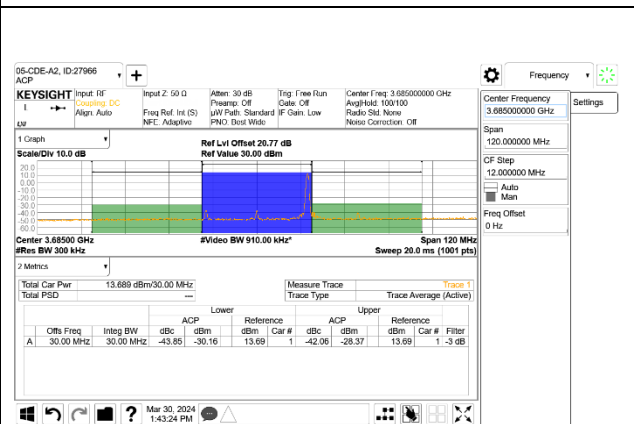 05-CDE-A2, ID:27966
ACP
Frequency
KEYSIGHT Input: RF
Coupling: DC
Align: Auto
Input Z: 50 Ω
Freq Ref: Int (S)
NFE: Adaptive
Atten: 30 dB
Preamp: Off
µW Path: Standard
PNO: Best Wide
Trig: Free Run
Gate: Off
IF Gain: Low
Center Freq: 3.685000000 GHz
Avg|Hold: 100/100
Radio Std: None
Noise Correction: Off
Center Frequency
3.685000000 GHz
Settings
Span
120.000000 MHz
CF Step
12.000000 MHz
Auto
Man
Freq Offset
0 Hz
1 Graph
Scale/Div 10.0 dB
Ref Lvl Offset 20.77 dB
Ref Value 30.00 dBm
20.0
10.0
0.00
-10.0
-20.0
-30.0
-40.0
-50.0
-60.0
Center 3.68500 GHz
#Res BW 300 kHz
#Video BW 910.00 kHz*
Span 120 MHz
Sweep 20.0 ms (1001 pts)
2 Metrics
Total Car Pwr 13.689 dBm/30.00 MHz
Total PSD ---
Measure Trace Trace 1
Trace Type Trace Average (Active)
Lower Upper
ACP Reference ACP Reference
Offs Freq Integ BW dBc dBm dBm Car # dBc dBm dBm Car # Filter
A 30.00 MHz 30.00 MHz -43.85 -30.16 13.69 1 -42.06 -28.37 13.69 1 -3 dB
Mar 30, 2024
1:43:24 PM